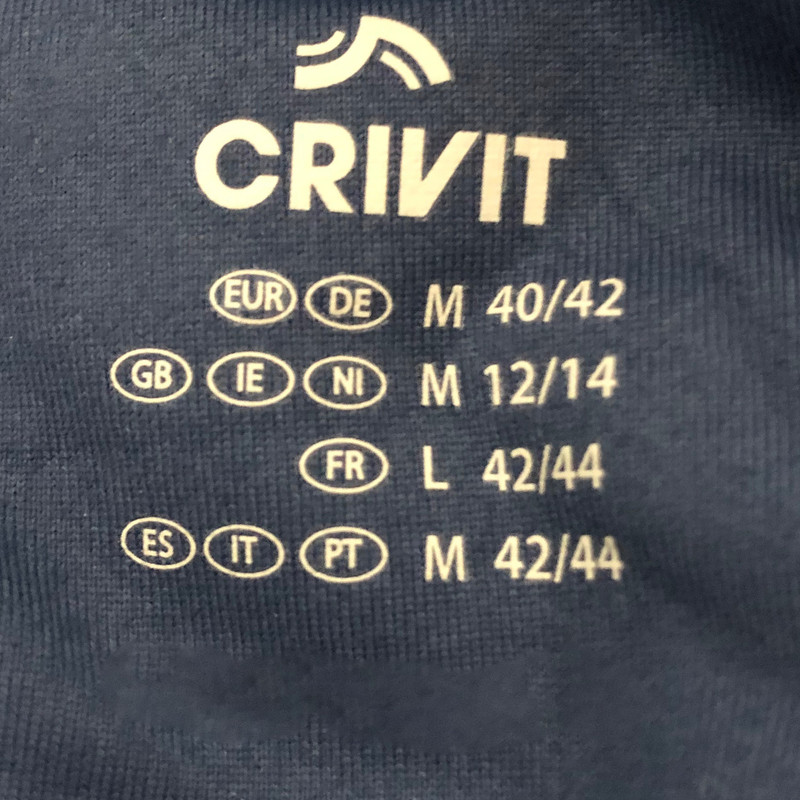 CRIVIT
EUR DE M 40/42
GB IE NI M 12/14
FR L 42/44
ES IT PT M 42/44